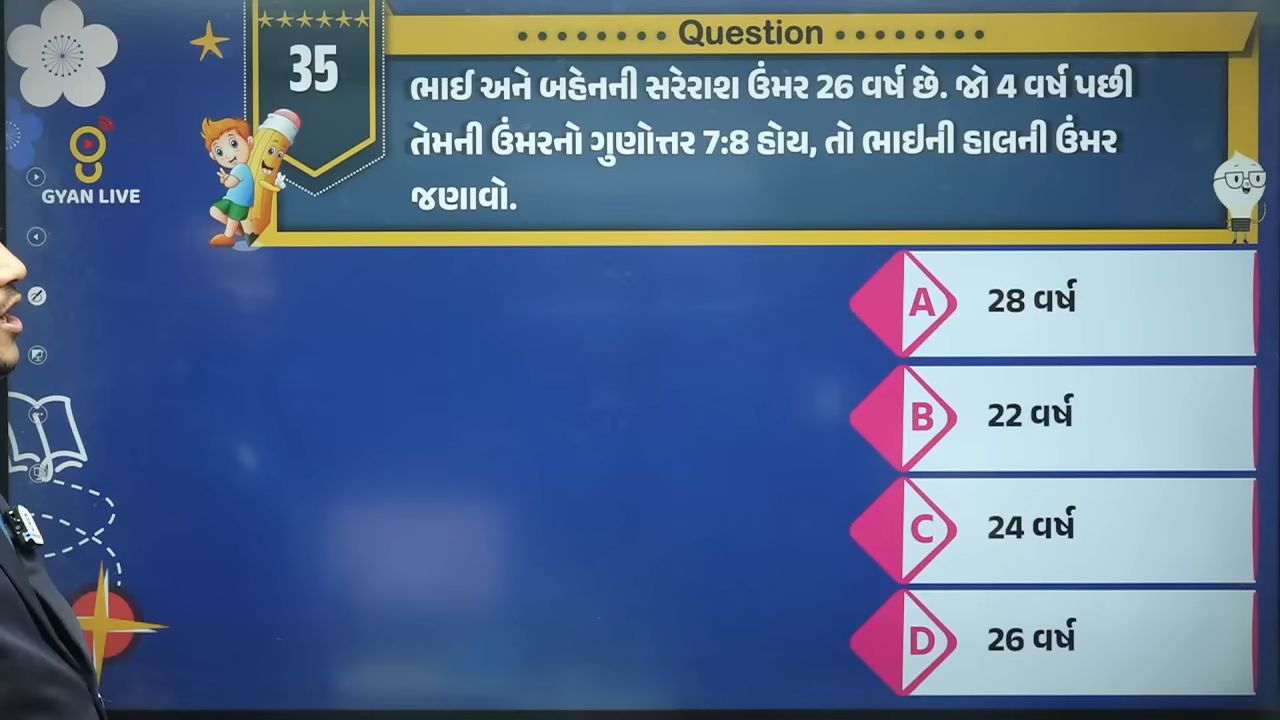 Question
35
ભાઈ અને બહેનની સરેરાશ ઉંમર 26 વર્ષ છે. જો 4 વર્ષ પછી
તેમની ઉંમરનો ગુણોત્તર 7:8 હોય, તો ભાઇની હાલની ઉંમર
જણાવો.
GYAN LIVE
A 28 વર્ષ
B 22 વર્ષ
C 24 વર્ષ
D 26 વર્ષ